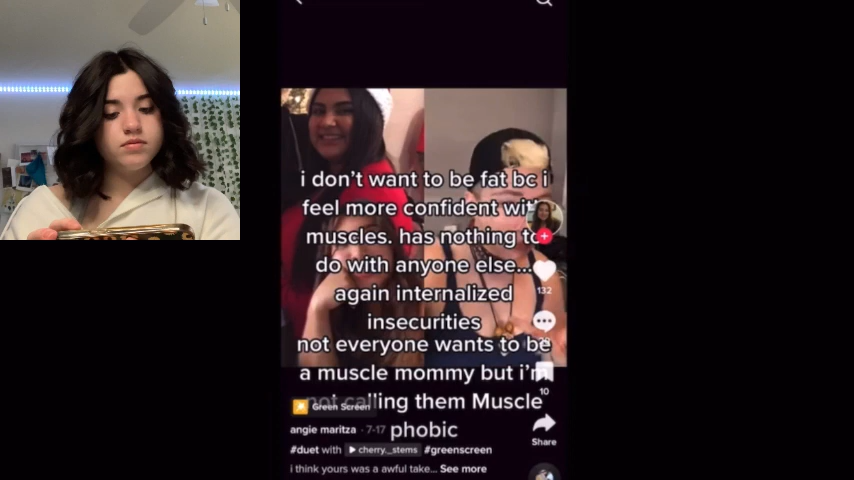 i don't want to be fat bc i
feel more confident with
muscles. has nothing to
do with anyone else...
again internalized
insecurities
not everyone wants to be
a muscle mommy but i'm
not calling them Muscle
phobic
132
10
Share
Green Screen
angie maritza · 7-17
#duet with cherry._stems #greenscreen
i think yours was a awful take... See more